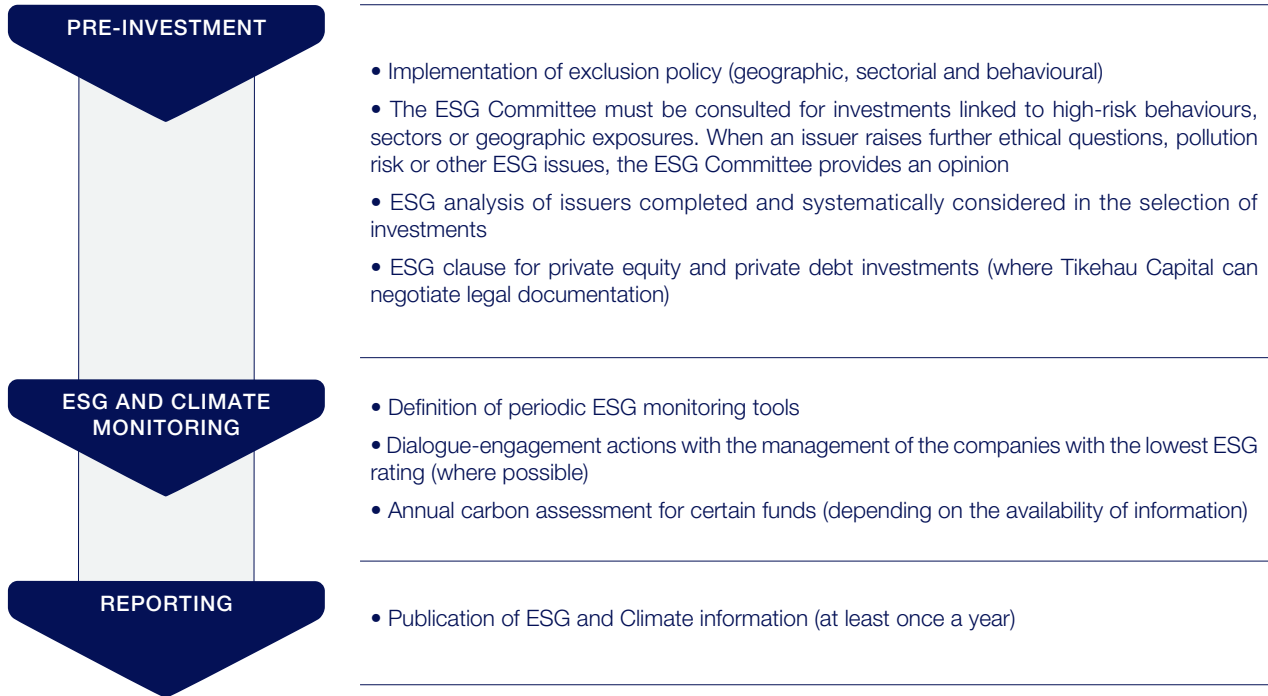 PRE-INVESTMENT
• Implementation of exclusion policy (geographic, sectorial and behavioural)
• The ESG Committee must be consulted for investments linked to high-risk behaviours,
sectors or geographic exposures. When an issuer raises further ethical questions, pollution
risk or other ESG issues, the ESG Committee provides an opinion
• ESG analysis of issuers completed and systematically considered in the selection of
investments
• ESG clause for private equity and private debt investments (where Tikehau Capital can
negotiate legal documentation)
ESG AND CLIMATE
MONITORING
• Definition of periodic ESG monitoring tools
• Dialogue-engagement actions with the management of the companies with the lowest ESG
rating (where possible)
• Annual carbon assessment for certain funds (depending on the availability of information)
REPORTING
• Publication of ESG and Climate information (at least once a year)